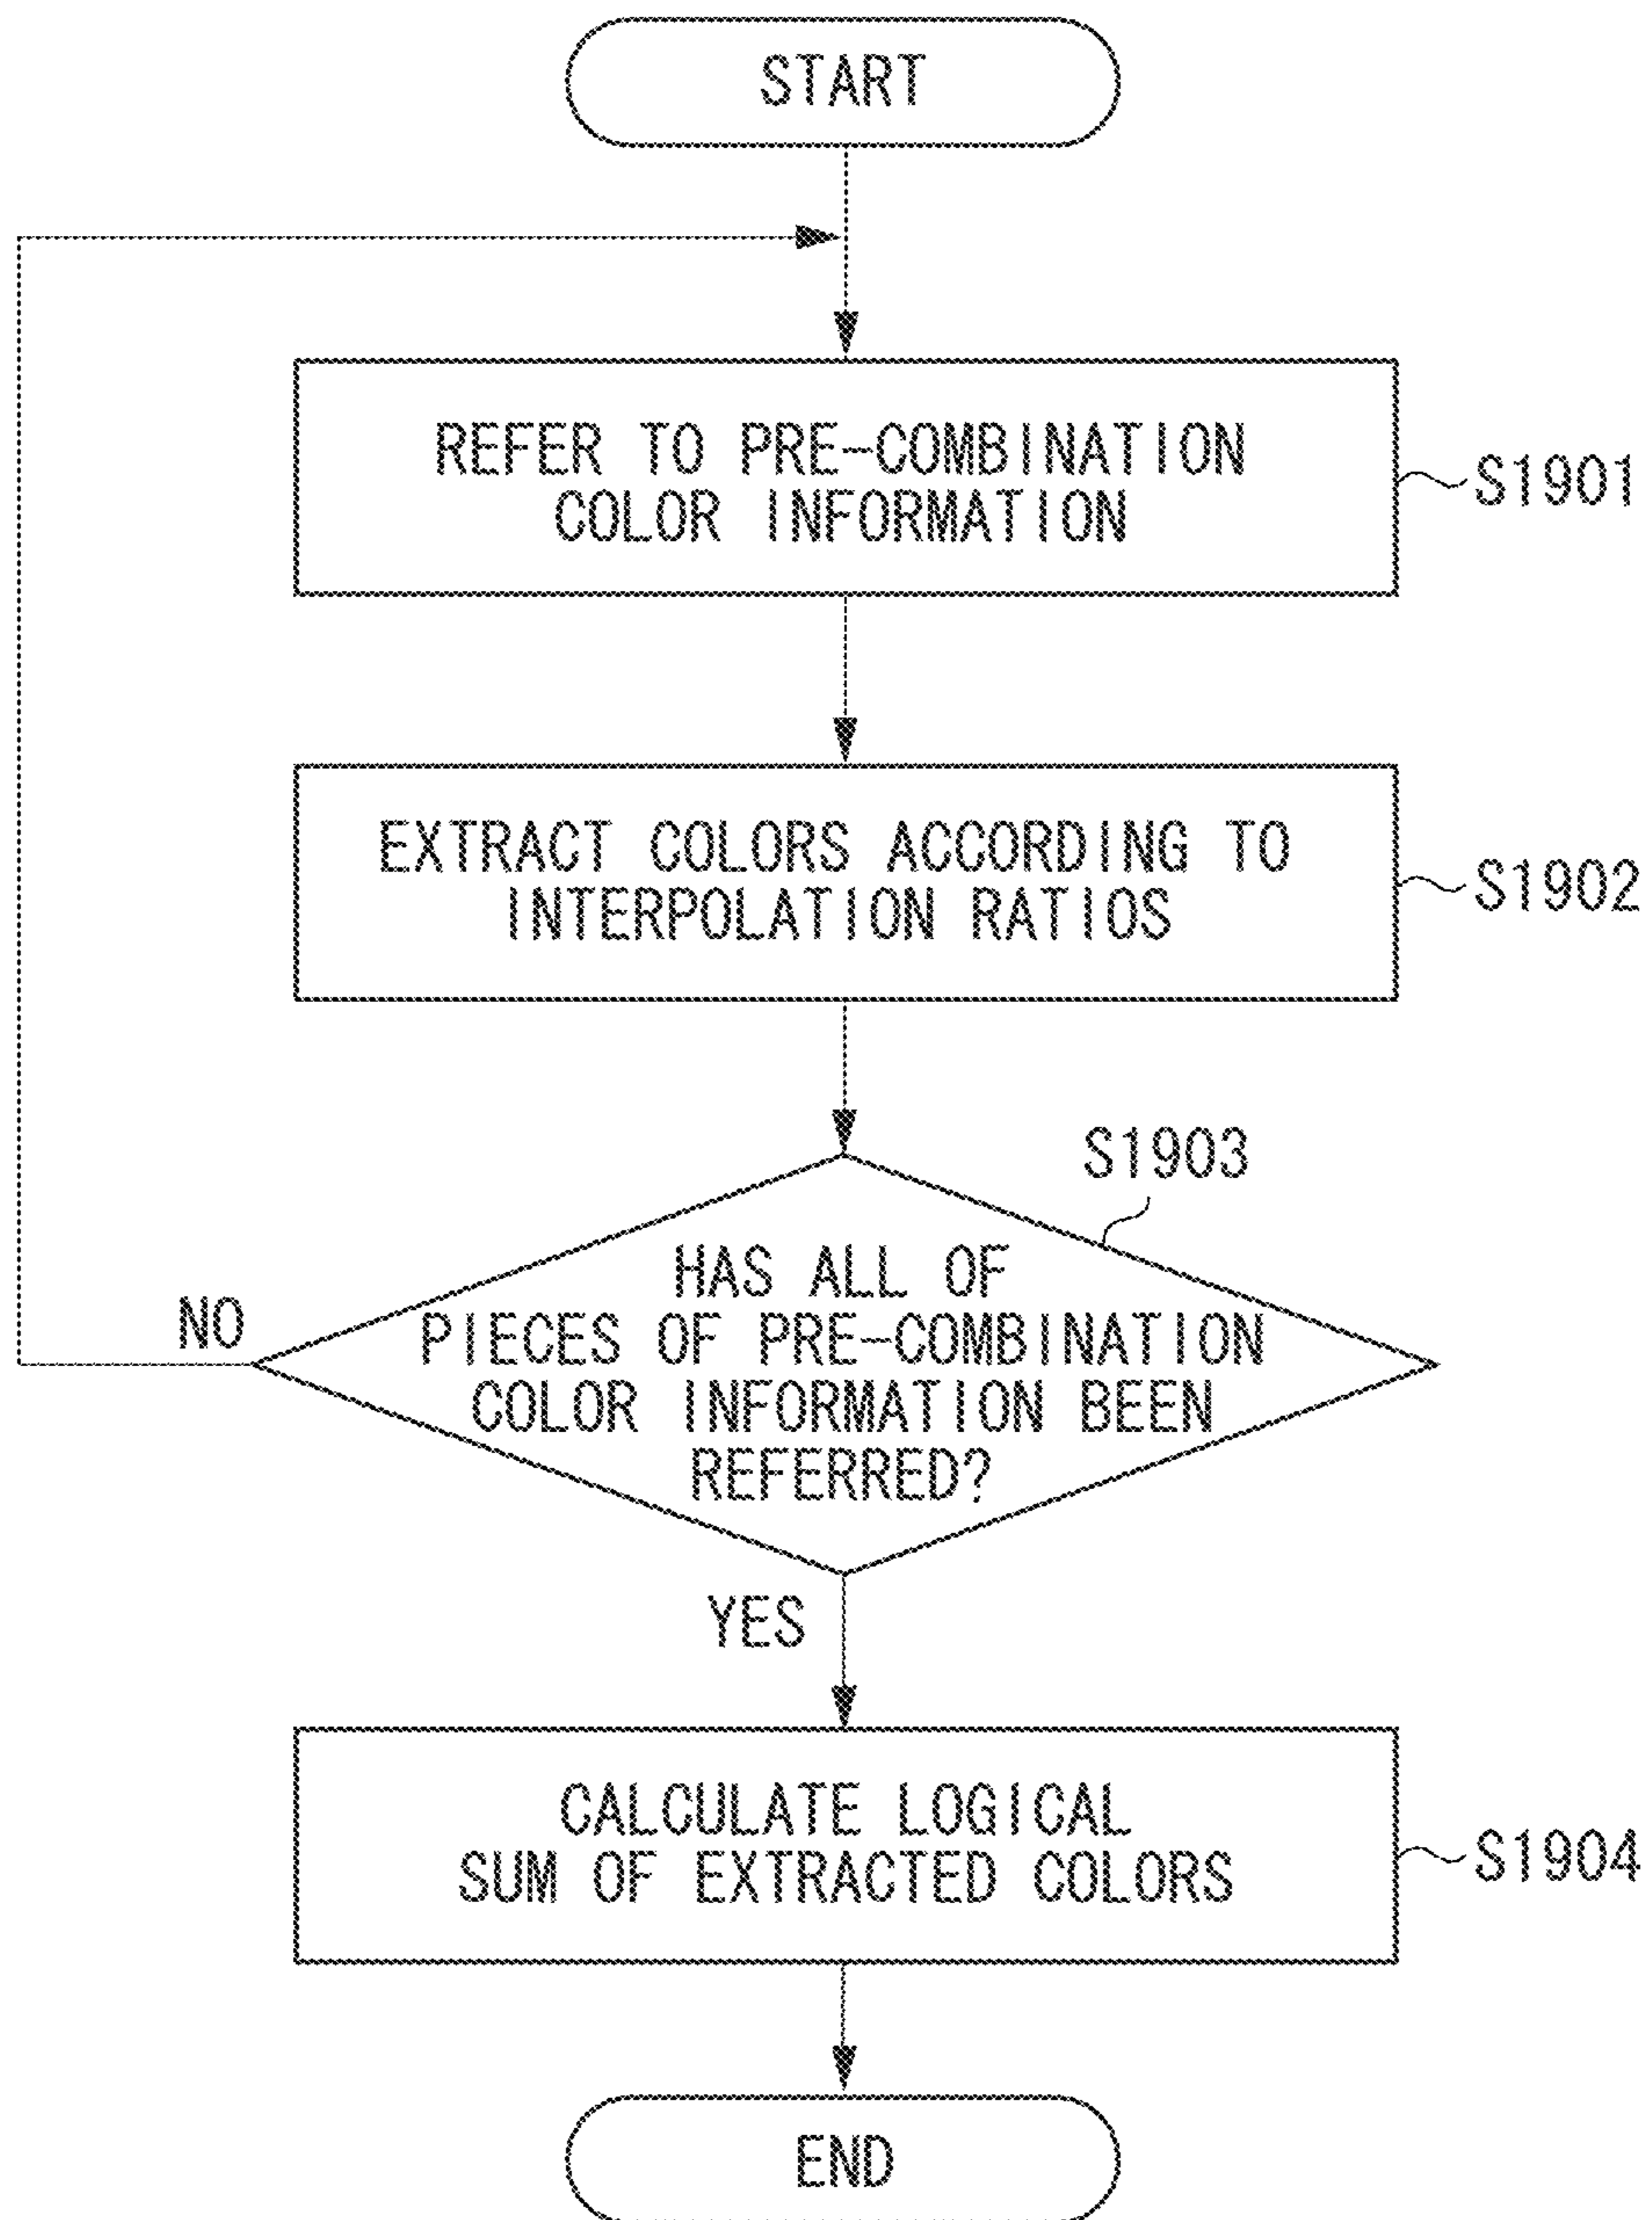 START
REFER TO PRE-COMBINATION
COLOR INFORMATION
S1901
EXTRACT COLORS ACCORDING TO
INTERPOLATION RATIOS
S1902
S1903
HAS ALL OF
PIECES OF PRE-COMBINATION
COLOR INFORMATION BEEN
REFERRED?
NO
YES
CALCULATE LOGICAL
SUM OF EXTRACTED COLORS
S1904
END